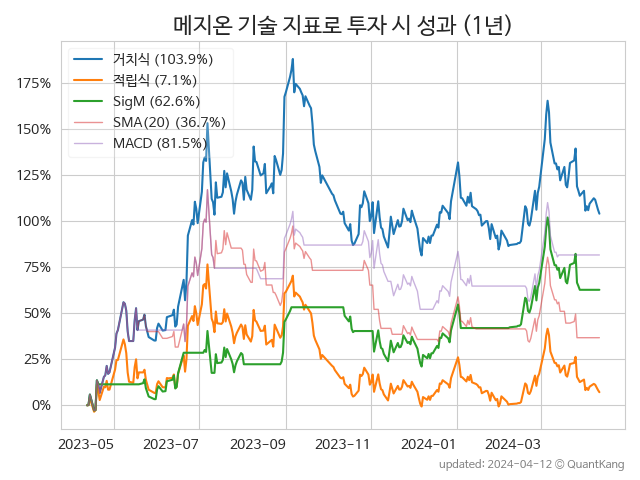 메지온 기술 지표로 투자 시 성과 (1년)
거치식 (103.9%)
적립식 (7.1%)
SigM (62.6%)
SMA(20) (36.7%)
MACD (81.5%)
175%
150%
125%
100%
75%
50%
25%
0%
2023-05 2023-07 2023-09 2023-11 2024-01 2024-03
updated: 2024-04-12 © QuantKang